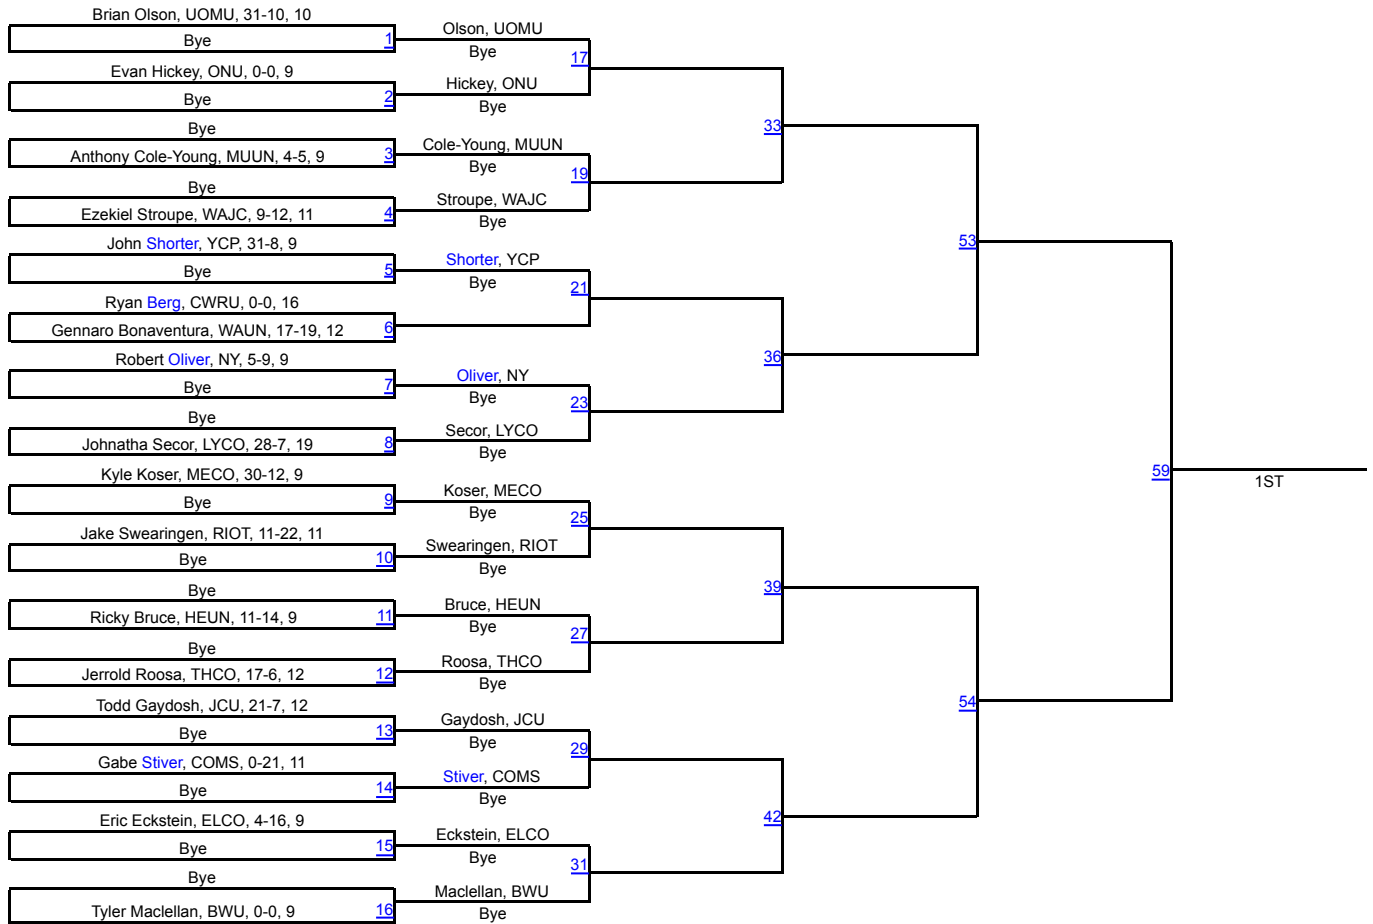 Brian Olson, UOMU, 31-10, 10
Bye
1
Evan Hickey, ONU, 0-0, 9
Bye
2
Bye
Anthony Cole-Young, MUUN, 4-5, 9
3
Bye
Ezekiel Stroupe, WAJC, 9-12, 11
4
John Shorter, YCP, 31-8, 9
Bye
5
Ryan Berg, CWRU, 0-0, 16
Gennaro Bonaventura, WAUN, 17-19, 12
6
Robert Oliver, NY, 5-9, 9
Bye
7
Bye
Johnatha Secor, LYCO, 28-7, 19
8
Kyle Koser, MECO, 30-12, 9
Bye
9
Jake Swearingen, RIOT, 11-22, 11
Bye
10
Bye
Ricky Bruce, HEUN, 11-14, 9
11
Bye
Jerrold Roosa, THCO, 17-6, 12
12
Todd Gaydosh, JCU, 21-7, 12
Bye
13
Gabe Stiver, COMS, 0-21, 11
Bye
14
Eric Eckstein, ELCO, 4-16, 9
Bye
15
Bye
Tyler Maclellan, BWU, 0-0, 9
16
Olson, UOMU
Bye
17
Hickey, ONU
Bye
Cole-Young, MUUN
Bye
19
Stroupe, WAJC
Bye
Shorter, YCP
Bye
21
Oliver, NY
Bye
23
Secor, LYCO
Bye
Koser, MECO
Bye
25
Swearingen, RIOT
Bye
Bruce, HEUN
Bye
27
Roosa, THCO
Bye
Gaydosh, JCU
Bye
29
Stiver, COMS
Bye
Eckstein, ELCO
Bye
31
Maclellan, BWU
Bye
33
36
39
42
53
54
59
1ST